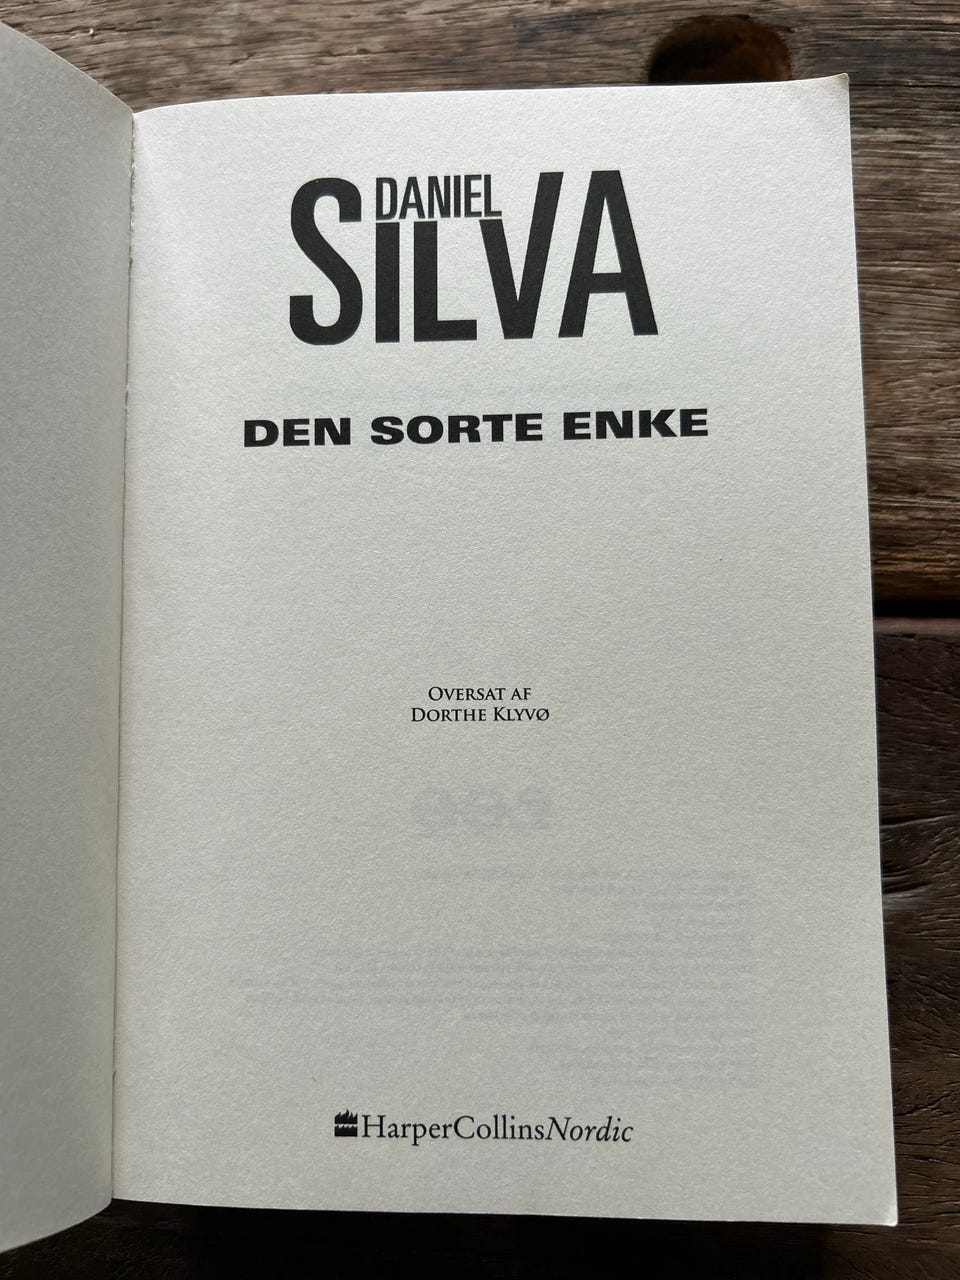 DANIEL
SILVA
DEN SORTE ENKE
OVERSAT AF
DORTHE KLYVØ
HarperCollinsNordic